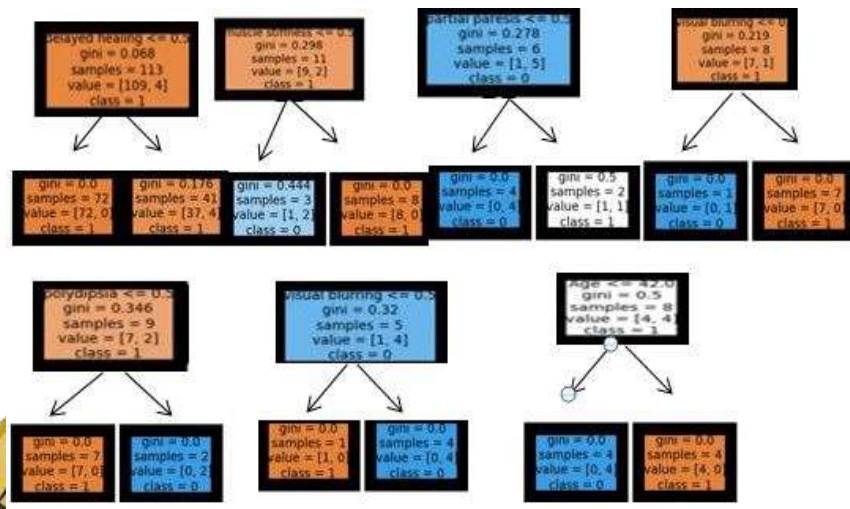 delayed healing <= 0.5
gini = 0.068
samples = 113
value = [109, 4]
class = 1
muscle stiffness <= 0.5
gini = 0.298
samples = 11
value = [9, 2]
class = 1
partial paresis <= 0.5
gini = 0.278
samples = 6
value = [1, 5]
class = 0
visual blurring <= 0
gini = 0.219
samples = 8
value = [7, 1]
class = 1
gini = 0.0
samples = 72
value = [72, 0]
class = 1
gini = 0.176
samples = 41
value = [37, 4]
class = 1
gini = 0.444
samples = 3
value = [1, 2]
class = 0
gini = 0.0
samples = 8
value = [8, 0]
class = 1
gini = 0.0
samples = 4
value = [0, 4]
class = 0
gini = 0.5
samples = 2
value = [1, 1]
class = 1
gini = 0.0
samples = 1
value = [0, 1]
class = 0
gini = 0.0
samples = 7
value = [7, 0]
class = 1
polydipsia <= 0.5
gini = 0.346
samples = 9
value = [7, 2]
class = 1
visual blurring <= 0.5
gini = 0.32
samples = 5
value = [1, 4]
class = 0
Age <= 42.0
gini = 0.5
samples = 8
value = [4, 4]
class = 1
gini = 0.0
samples = 7
value = [7, 0]
class = 1
gini = 0.0
samples = 2
value = [0, 2]
class = 0
gini = 0.0
samples = 1
value = [1, 0]
class = 1
gini = 0.0
samples = 4
value = [0, 4]
class = 0
gini = 0.0
samples = 4
value = [0, 4]
class = 0
gini = 0.0
samples = 4
value = [4, 0]
class = 1